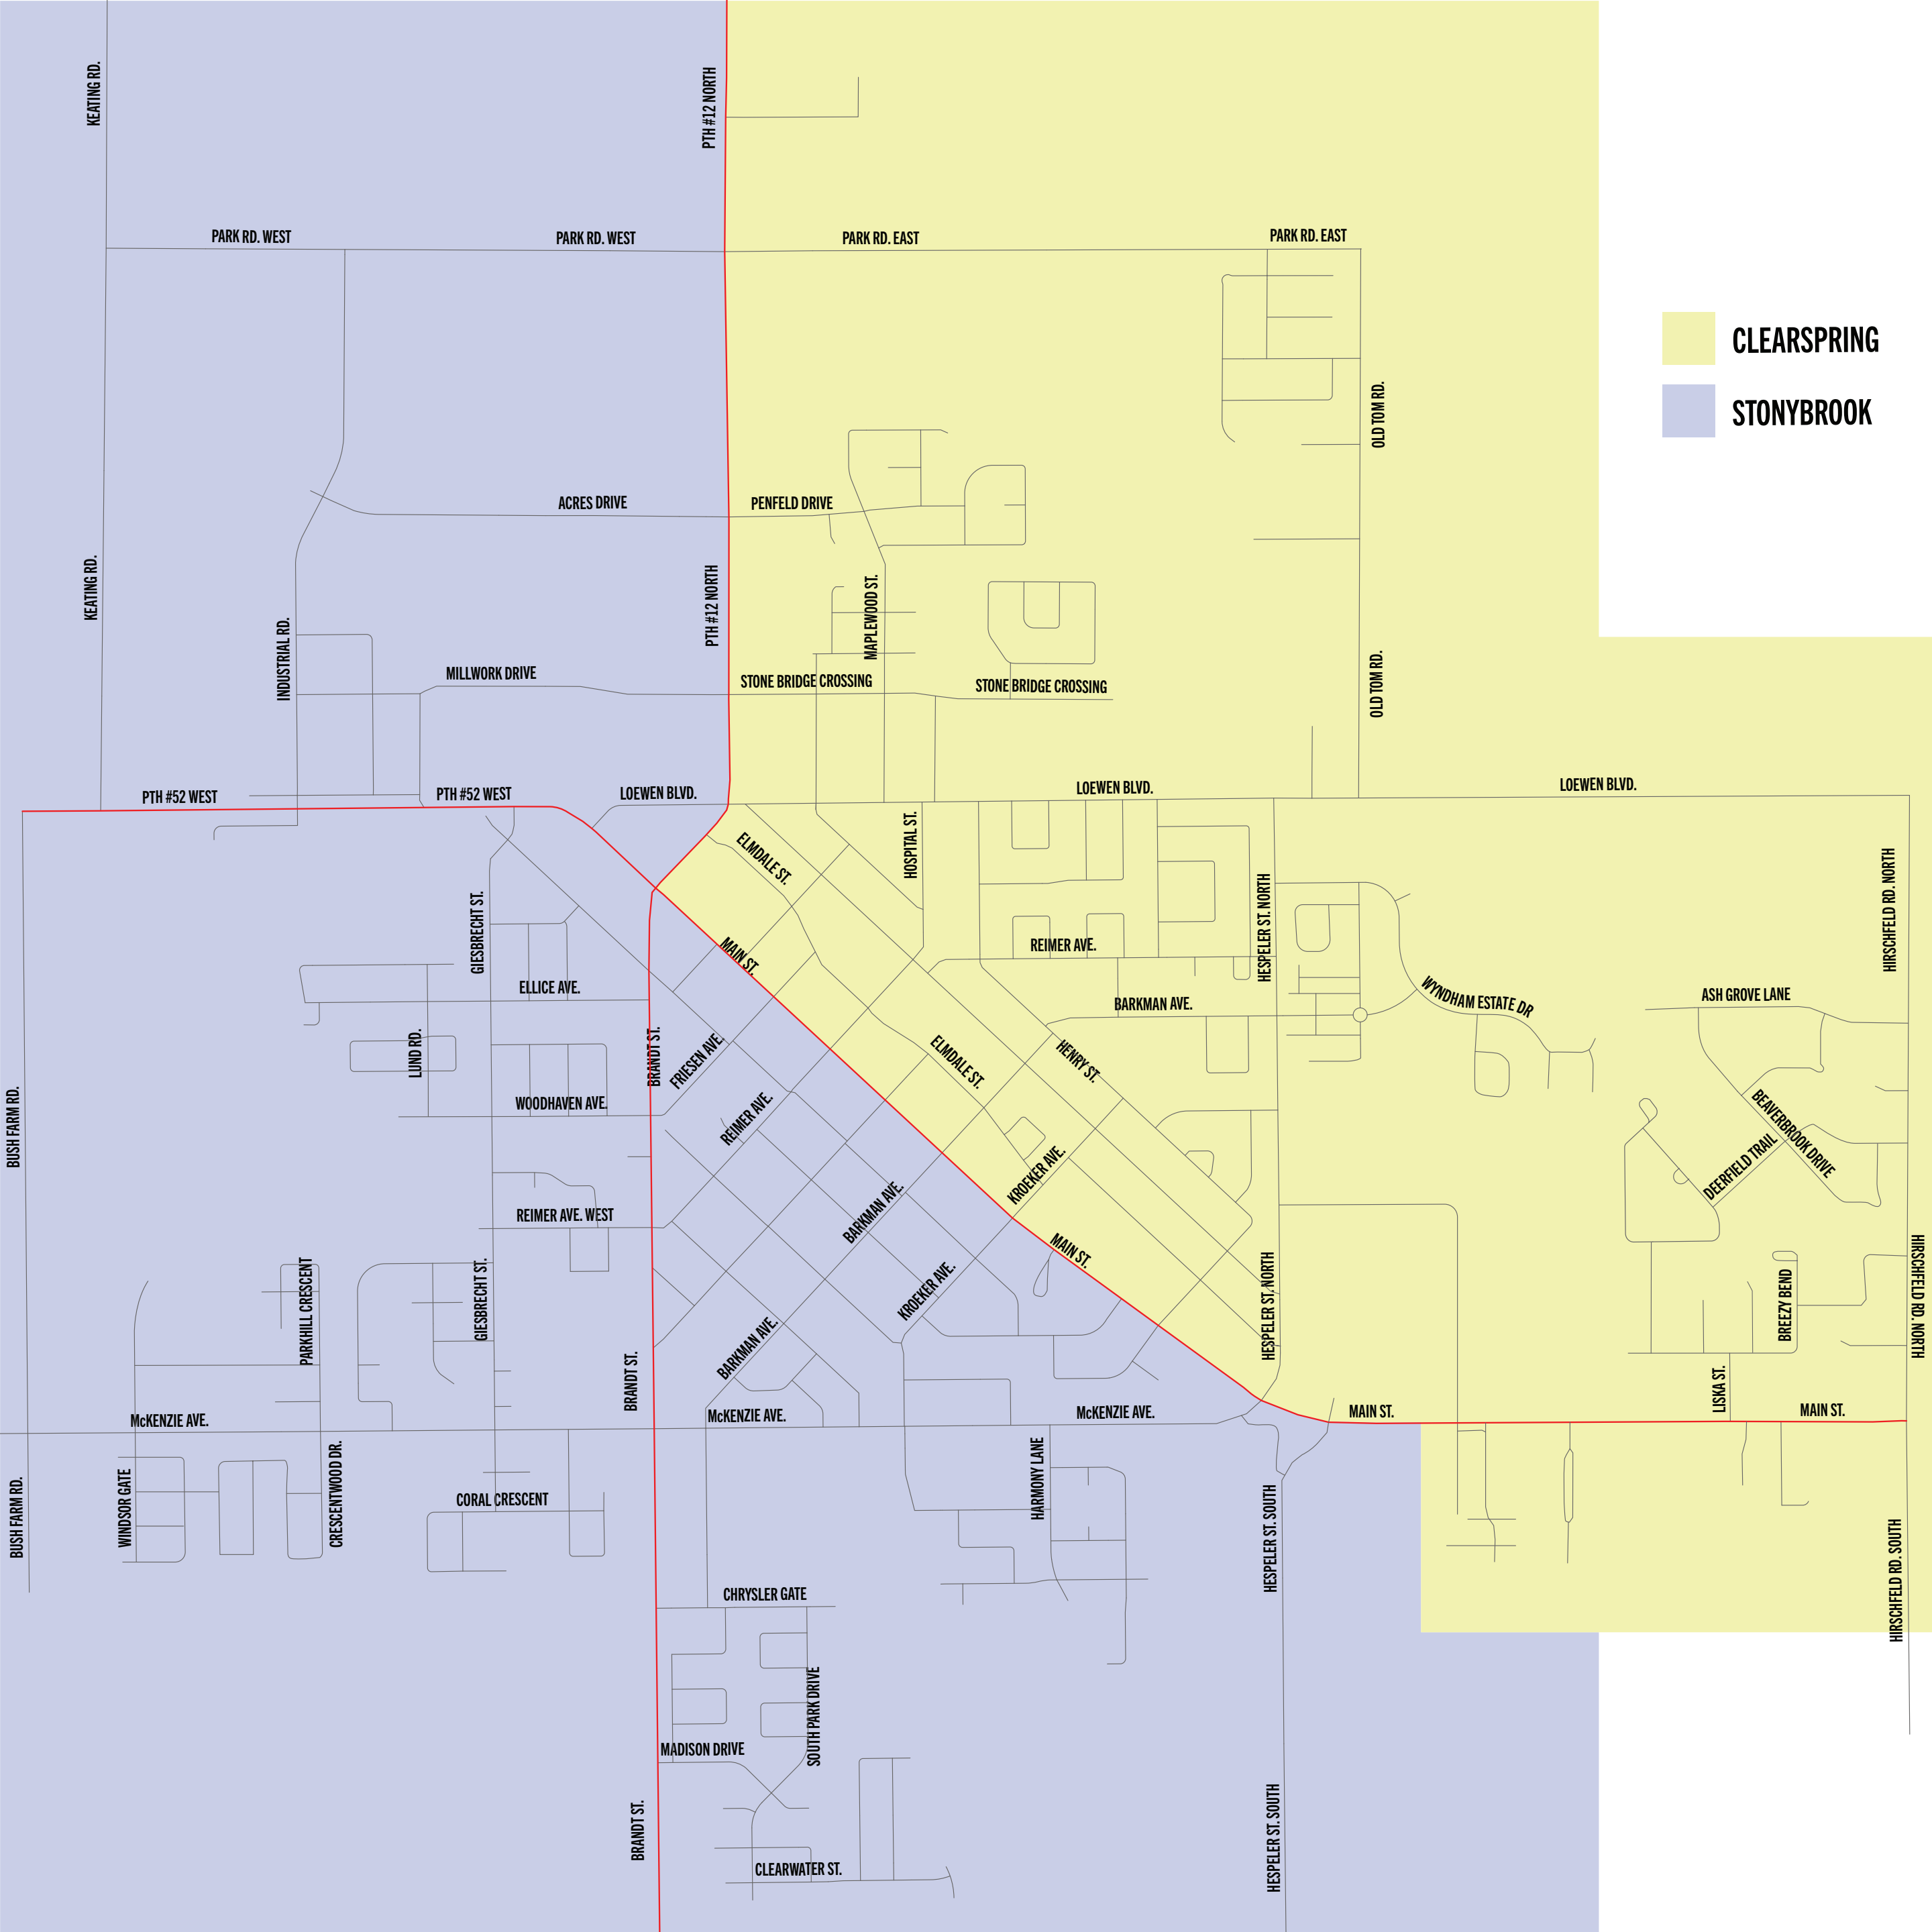 KEATING RD.
PTH #12 NORTH
PARK RD. WEST
PARK RD. WEST
PARK RD. EAST
PARK RD. EAST
CLEARSPRING
STONYBROOK
OLD TOM RD.
ACRES DRIVE
PENFELD DRIVE
KEATING RD.
PTH #12 NORTH
MAPLEWOOD ST.
INDUSTRIAL RD.
MILLWORK DRIVE
STONE BRIDGE CROSSING
STONE BRIDGE CROSSING
OLD TOM RD.
PTH #52 WEST
PTH #52 WEST
LOEWEN BLVD.
LOEWEN BLVD.
LOEWEN BLVD.
ELMDALE ST.
HOSPITAL ST.
HESPELER ST. NORTH
HIRSCHFELD RD. NORTH
GIESBRECHT ST.
MAIN ST.
REIMER AVE.
ELLICE AVE.
BARKMAN AVE.
WYNDHAM ESTATE DR
ASH GROVE LANE
LUND RD.
BRANDT ST.
FRIESEN AVE.
ELMDALE ST.
HENRY ST.
BUSH FARM RD.
WOODHAVEN AVE.
REIMER AVE.
BEAVERBROOK DRIVE
DEERFIELD TRAIL
KROEKER AVE.
REIMER AVE. WEST
BARKMAN AVE.
MAIN ST.
PARKHILL CRESCENT
GIESBRECHT ST.
KROEKER AVE.
HESPELER ST. NORTH
BREEZY BEND
HIRSCHFELD RD. NORTH
BARKMAN AVE.
BRANDT ST.
LISKA ST.
McKENZIE AVE.
McKENZIE AVE.
McKENZIE AVE.
MAIN ST.
MAIN ST.
BUSH FARM RD.
WINDSOR GATE
CRESCENTWOOD DR.
CORAL CRESCENT
HARMONY LANE
HESPELER ST. SOUTH
HIRSCHFELD RD. SOUTH
CHRYSLER GATE
SOUTH PARK DRIVE
MADISON DRIVE
BRANDT ST.
HESPELER ST. SOUTH
CLEARWATER ST.